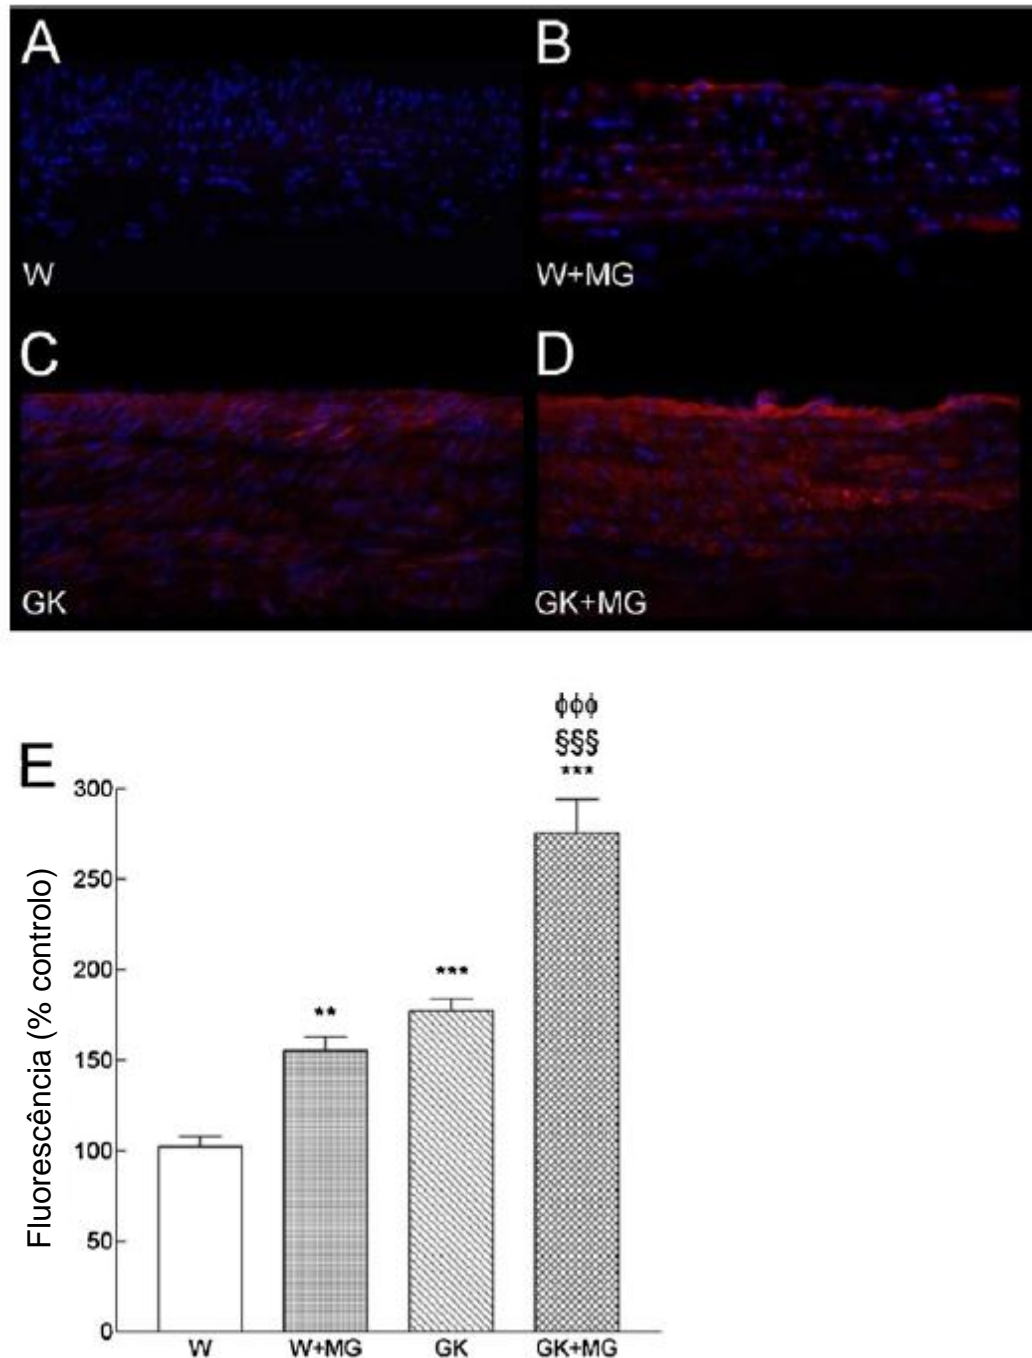 A
B
W
W+MG
C
D
GK
GK+MG
E
ϕϕϕ
§§§
***
***
**
Fluorescência (% controlo)
300
250
200
150
100
50
0
W
W+MG
GK
GK+MG